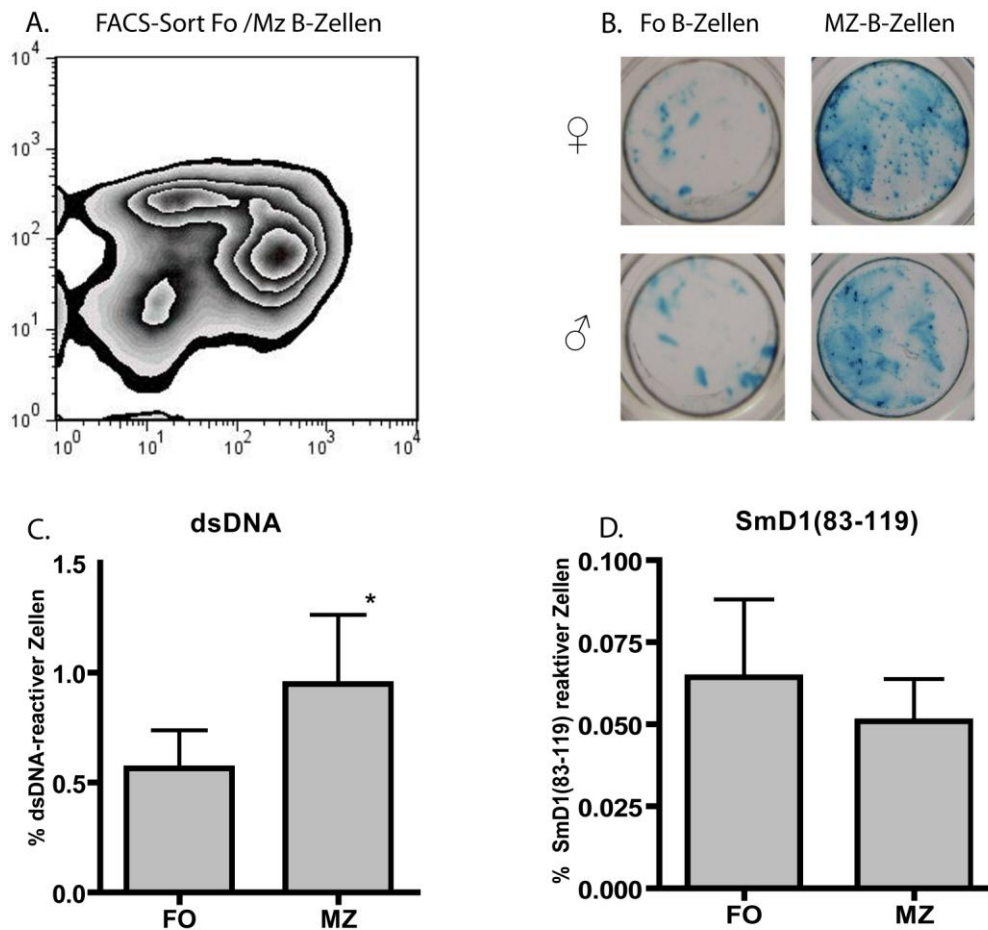 A.
FACS-Sort Fo /Mz B-Zellen
10^4
10^3
10^2
10^1
10^0
10^0 10^1 10^2 10^3 10^4
B.
Fo B-Zellen MZ-B-Zellen
♀
♂
C.
dsDNA
% dsDNA-reactiver Zellen
1.5
1.0
0.5
0.0
*
FO MZ
D.
SmD1(83-119)
% SmD1(83-119) reaktiver Zellen
0.100
0.075
0.050
0.025
0.000
FO MZ